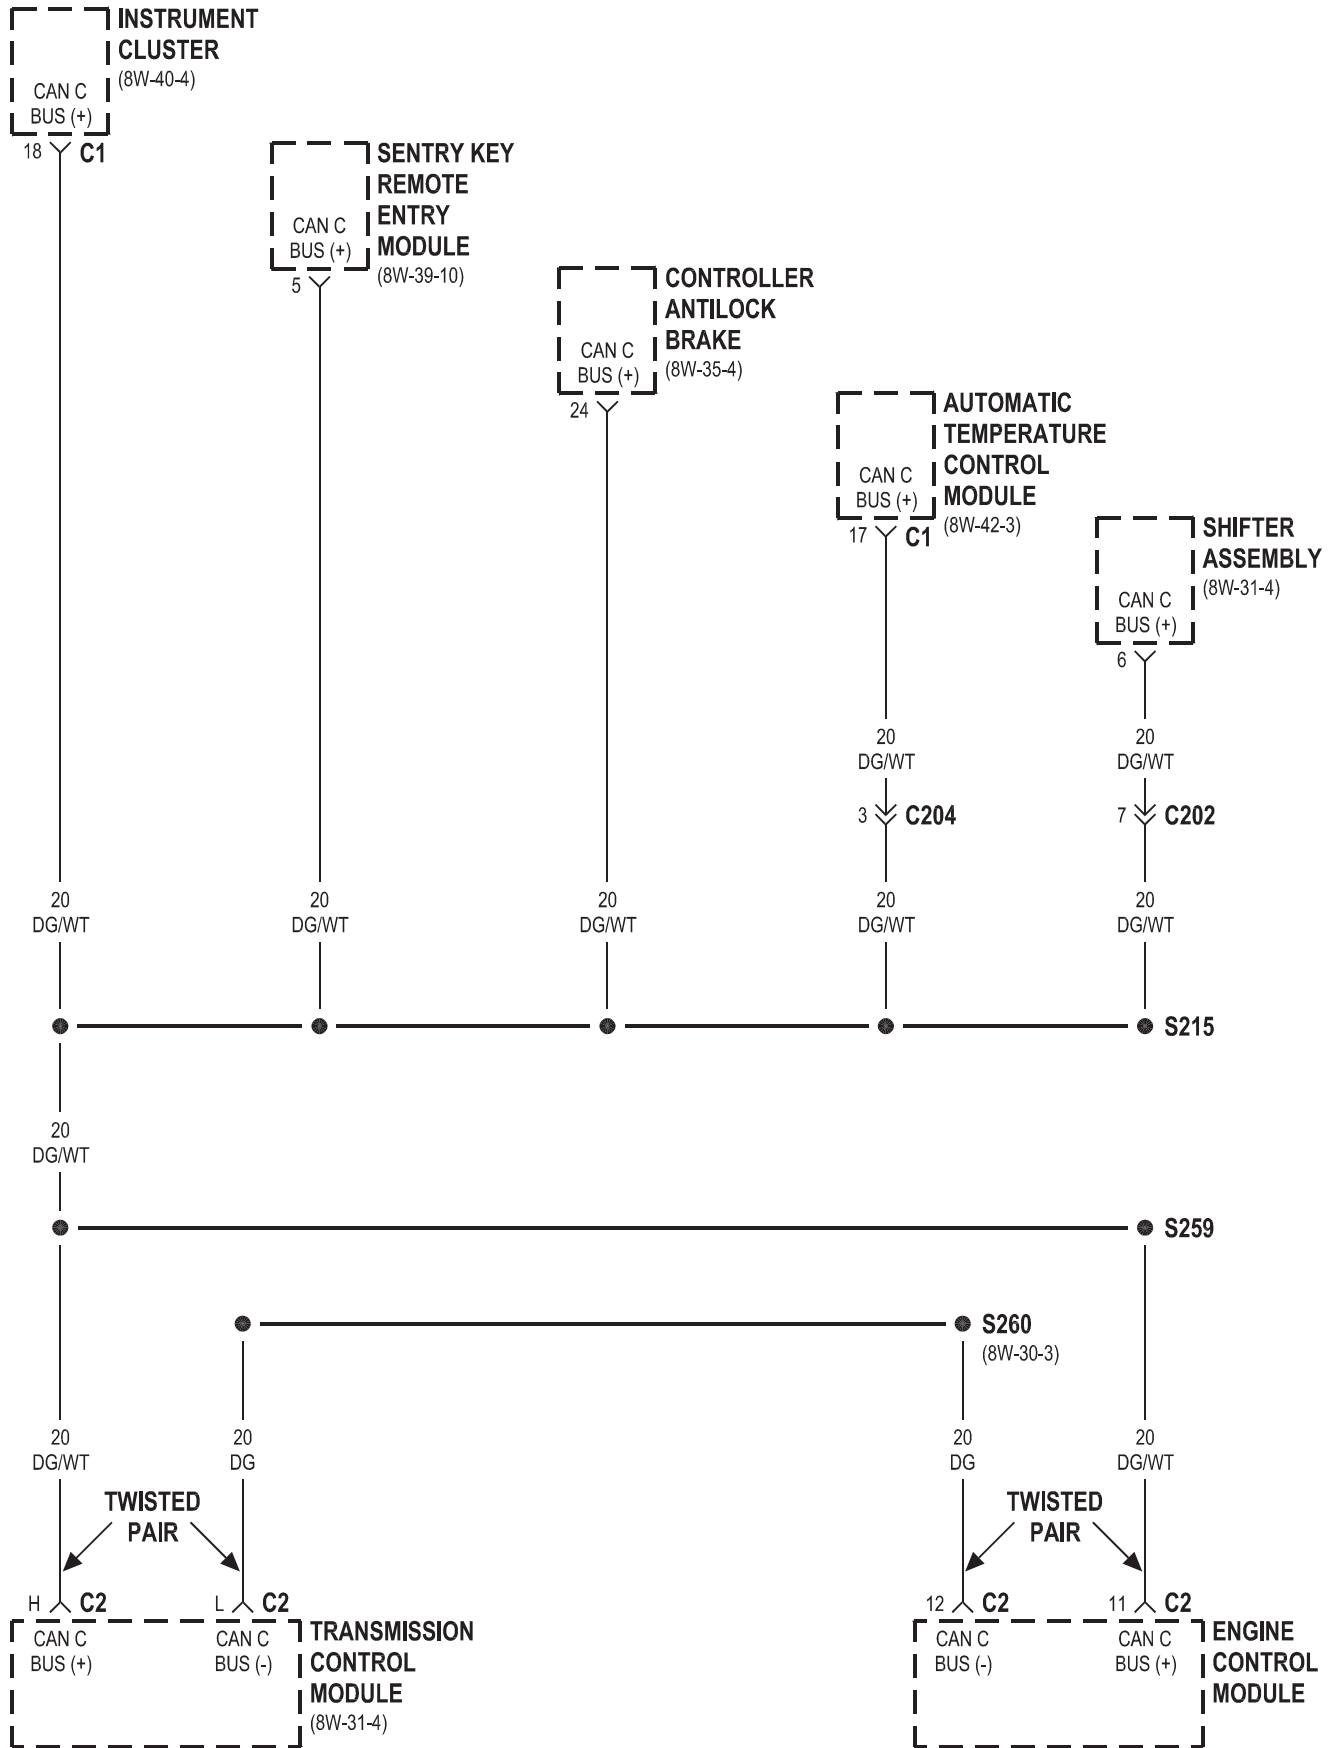 INSTRUMENT
CLUSTER
(8W-40-4)
CAN C
BUS (+)
18 C1
SENTRY KEY
REMOTE
ENTRY
MODULE
(8W-39-10)
CAN C
BUS (+)
5
CONTROLLER
ANTILOCK
BRAKE
(8W-35-4)
CAN C
BUS (+)
24
AUTOMATIC
TEMPERATURE
CONTROL
MODULE
(8W-42-3)
CAN C
BUS (+)
17 C1
SHIFTER
ASSEMBLY
(8W-31-4)
CAN C
BUS (+)
6
20
DG/WT
20
DG/WT
3 C204
7 C202
20
DG/WT
20
DG/WT
20
DG/WT
20
DG/WT
20
DG/WT
S215
20
DG/WT
S259
S260
(8W-30-3)
20
DG/WT
20
DG
20
DG
20
DG/WT
TWISTED
PAIR
TWISTED
PAIR
H C2
L C2
12 C2
11 C2
CAN C
BUS (+)
CAN C
BUS (-)
TRANSMISSION
CONTROL
MODULE
(8W-31-4)
CAN C
BUS (-)
CAN C
BUS (+)
ENGINE
CONTROL
MODULE